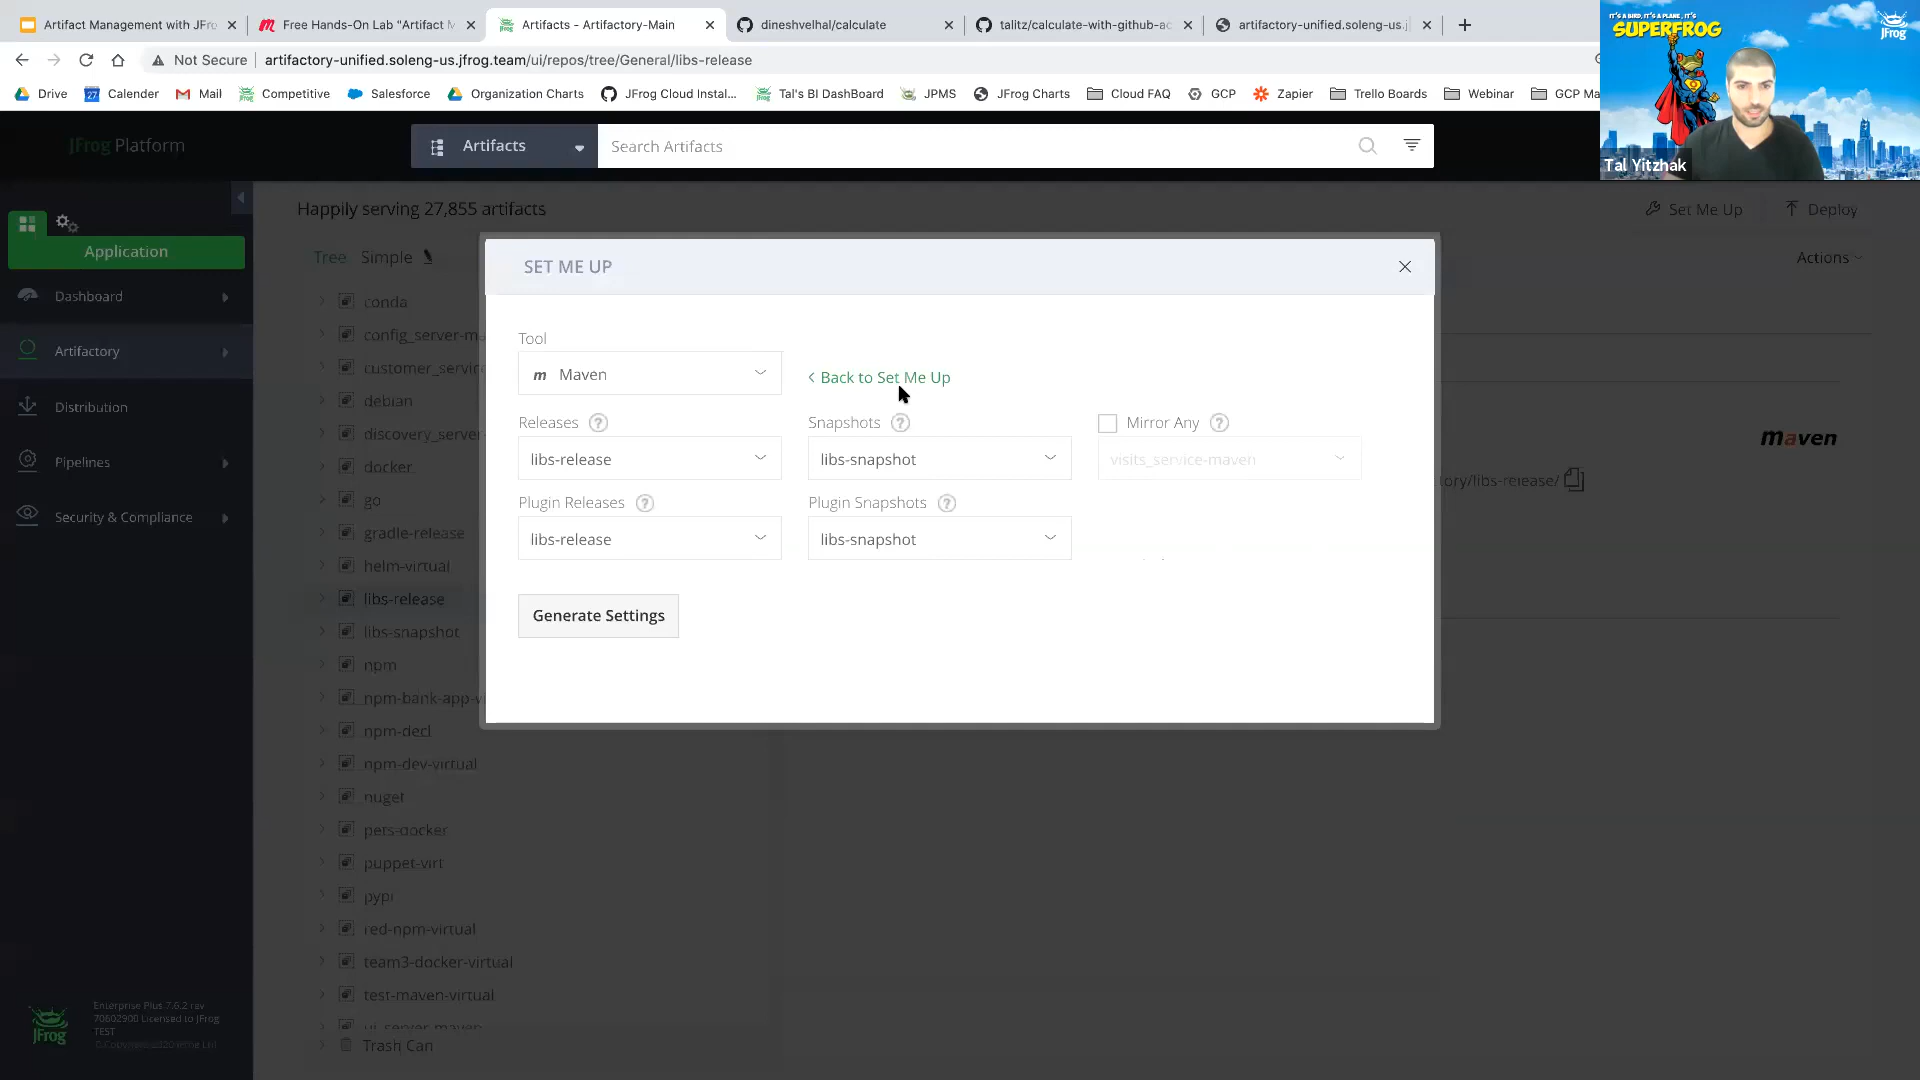 Artifact Management with JFro
Free Hands-On Lab "Artifact M
Artifacts - Artifactory-Main
dineshvelhal/calculate
talitz/calculate-with-github-ac
artifactory-unified.soleng-us.j
Not Secure
artifactory-unified.soleng-us.jfrog.team/ui/repos/tree/General/libs-release
Drive
Calender
Mail
Competitive
Salesforce
Organization Charts
JFrog Cloud Instal...
Tal's BI DashBoard
JPMS
JFrog Charts
Cloud FAQ
GCP
Zapier
Trello Boards
Webinar
GCP Ma
IT'S A BIRD, IT'S A PLANE, IT'S
SUPERFROG
JFrog
Tal Yitzhak
JFrog Platform
Artifacts
Search Artifacts
Happily serving 27,855 artifacts
Set Me Up
Deploy
Application
Tree
Simple
Actions
Dashboard
Artifactory
Distribution
Pipelines
Security & Compliance
conda
config_server-m
customer_servic
debian
discovery_server
docker
go
gradle-release
helm-virtual
libs-release
libs-snapshot
npm
npm-bank-app-v
npm-decl
npm-dev-virtual
nuget
pets-docker
puppet-virt
pypi
red-npm-virtual
team3-docker-virtual
test-maven-virtual
ui_server-maven
Trash Can
SET ME UP
Tool
m Maven
< Back to Set Me Up
Releases ?
Snapshots ?
Mirror Any ?
libs-release
libs-snapshot
visits_service-maven
Plugin Releases ?
Plugin Snapshots ?
libs-release
libs-snapshot
Generate Settings
maven
ory/libs-release/
JFrog
Enterprise Plus 7.6.2 rev
70602900 Licensed to JFrog
TEST